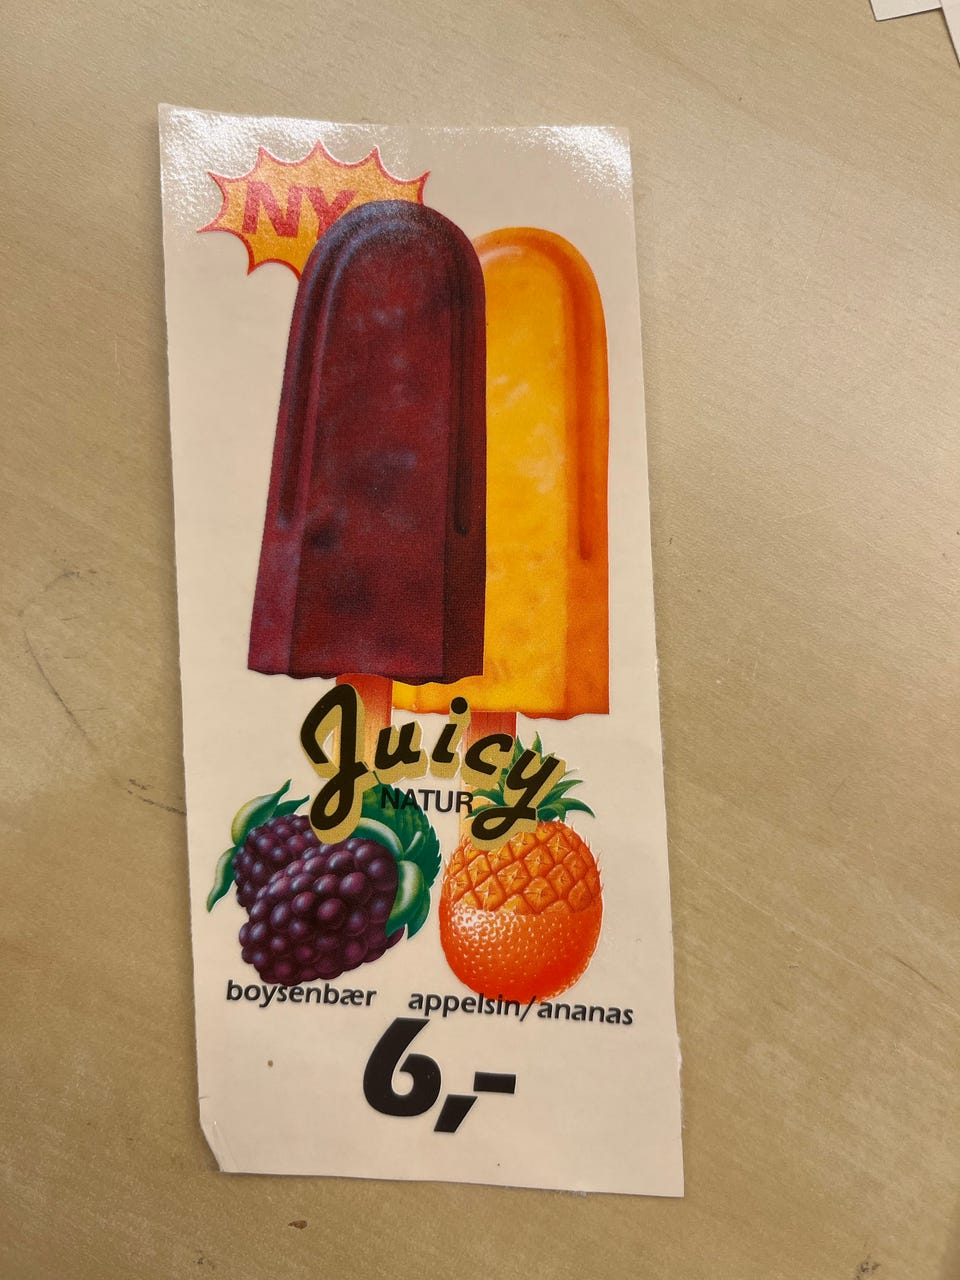 NY
Juicy
NATUR
boysenbær appelsin/ananas
6,-